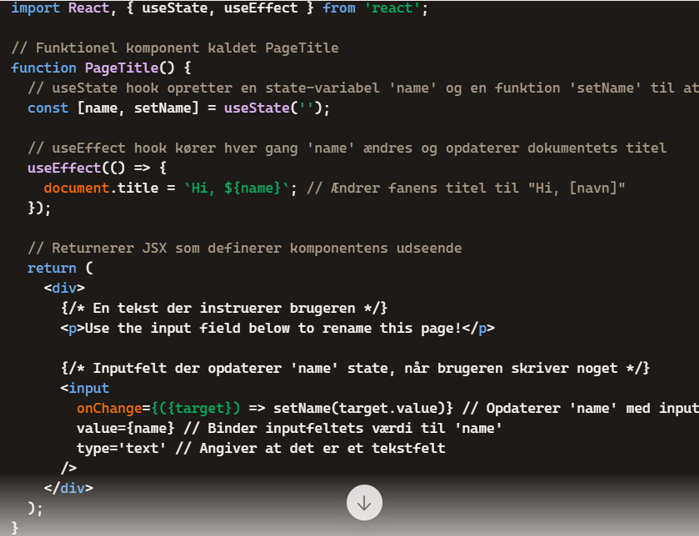 import React, { useState, useEffect } from 'react';
// Funktionel komponent kaldet PageTitle
function PageTitle() {
// useState hook opretter en state-variabel 'name' og en funktion 'setName' til at
const [name, setName] = useState('');
// useEffect hook kører hver gang 'name' ændres og opdaterer dokumentets titel
useEffect(() => {
document.title = `Hi, ${name}`; // Ændrer fanens titel til "Hi, [navn]"
});
// Returnerer JSX som definerer komponentens udseende
return (
<div>
{/* En tekst der instruerer brugeren */}
<p>Use the input field below to rename this page!</p>
{/* Inputfelt der opdaterer 'name' state, når brugeren skriver noget */}
<input
onChange={({target}) => setName(target.value)} // Opdaterer 'name' med input
value={name} // Binder inputfeltets værdi til 'name'
type='text' // Angiver at det er et tekstfelt
/>
</div>
);
}